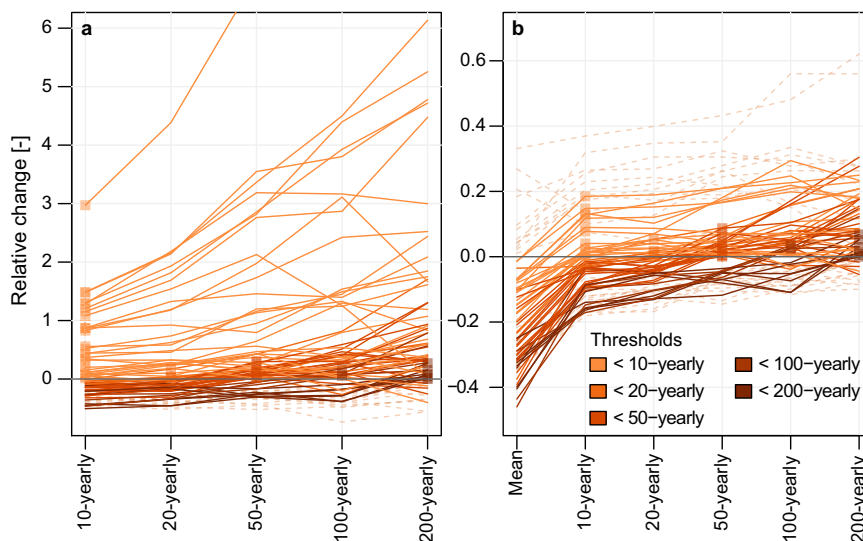 a
Relative change [-]
6
5
4
3
2
1
0
10-yearly
20-yearly
50-yearly
100-yearly
200-yearly
b
0.6
0.4
0.2
0.0
−0.2
−0.4
Thresholds
< 10−yearly
< 20−yearly
< 50−yearly
< 100−yearly
< 200−yearly
Mean
10-yearly
20-yearly
50-yearly
100-yearly
200-yearly